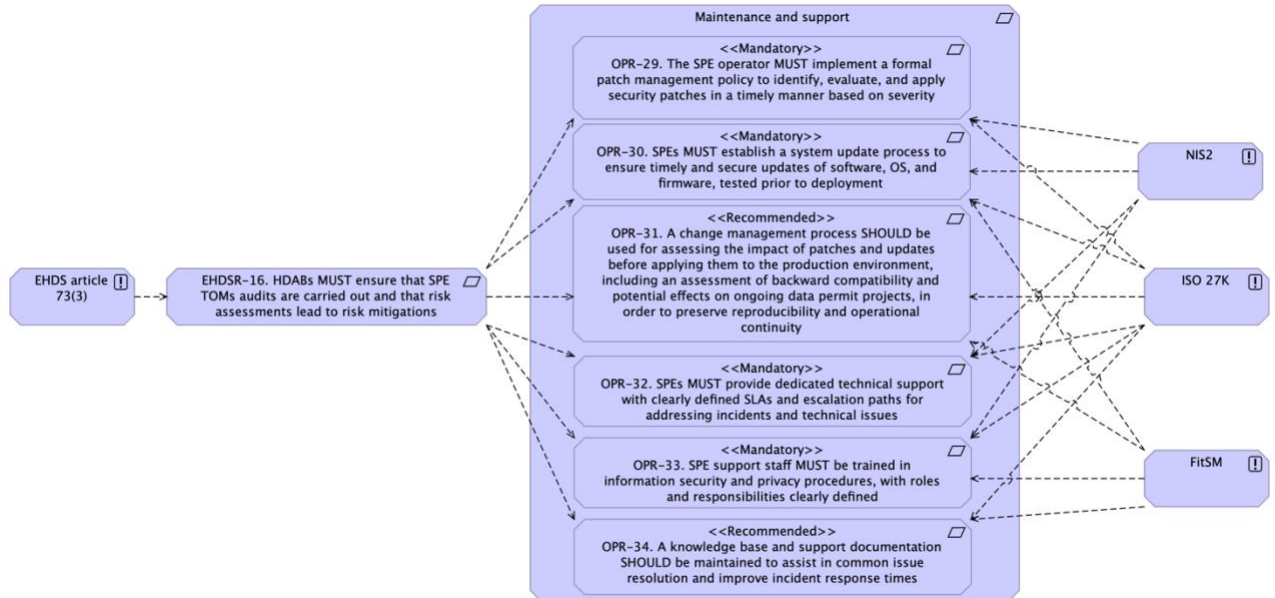 Maintenance and support
<<Mandatory>>
OPR-29. The SPE operator MUST implement a formal
patch management policy to identify, evaluate, and apply
security patches in a timely manner based on severity
<<Mandatory>>
OPR-30. SPEs MUST establish a system update process to
ensure timely and secure updates of software, OS, and
firmware, tested prior to deployment
<<Recommended>>
OPR-31. A change management process SHOULD be
used for assessing the impact of patches and updates
before applying them to the production environment,
including an assessment of backward compatibility and
potential effects on ongoing data permit projects, in
order to preserve reproducibility and operational
continuity
<<Mandatory>>
OPR-32. SPEs MUST provide dedicated technical support
with clearly defined SLAs and escalation paths for
addressing incidents and technical issues
<<Mandatory>>
OPR-33. SPE support staff MUST be trained in
information security and privacy procedures, with roles
and responsibilities clearly defined
<<Recommended>>
OPR-34. A knowledge base and support documentation
SHOULD be maintained to assist in common issue
resolution and improve incident response times
EHDS article
73(3)
EHDSR-16. HDABs MUST ensure that SPE
TOMs audits are carried out and that risk
assessments lead to risk mitigations
NIS2
ISO 27K
FitSM